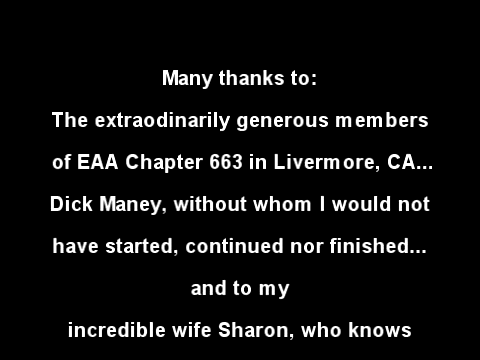 Many thanks to:
The extraodinarily generous members
of EAA Chapter 663 in Livermore, CA...
Dick Maney, without whom I would not
have started, continued nor finished...
and to my
incredible wife Sharon, who knows